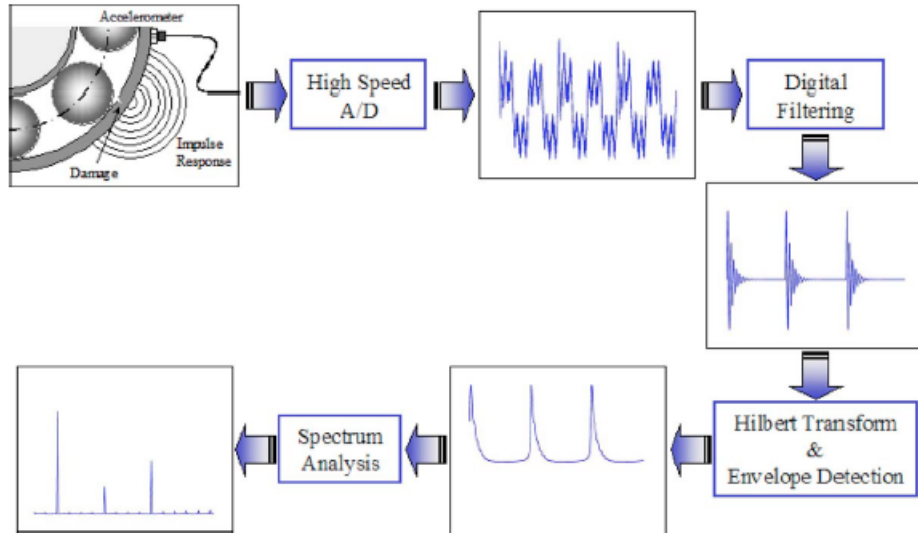 Accelerometer
Impulse
Response
Damage
High Speed
A/D
Digital
Filtering
Hilbert Transform
&
Envelope Detection
Spectrum
Analysis